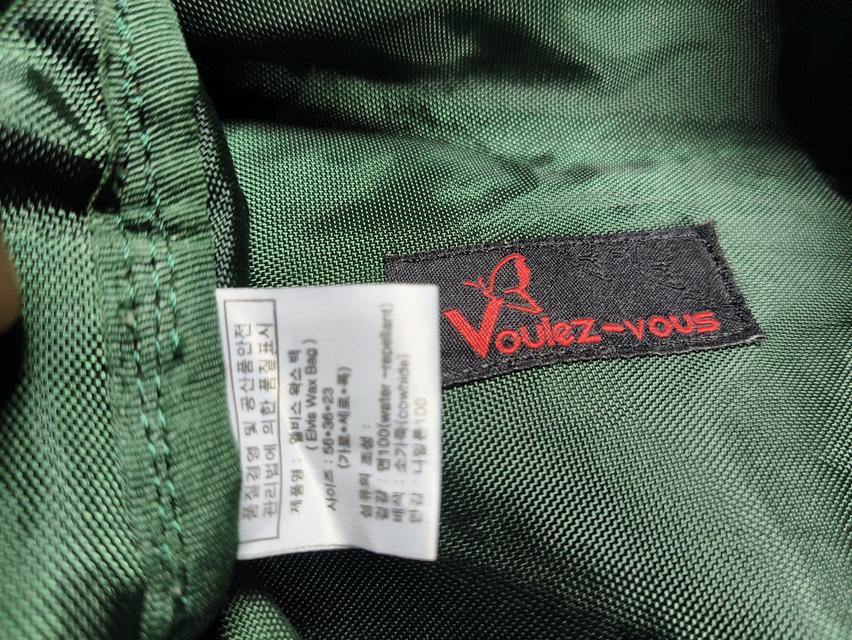 품질경영 및 공산품안전
관리법에 의한 품질표시
제품명 : 엘비스 왁스 백
( Elvis Wax Bag )
사이즈 : 56*36*23
(가로*세로*폭)
섬유의 조성 :
겉감 : 면100(water-repellant)
배색 : 소가죽(cowhide)
안감 : 나일론100
Voulez-vous